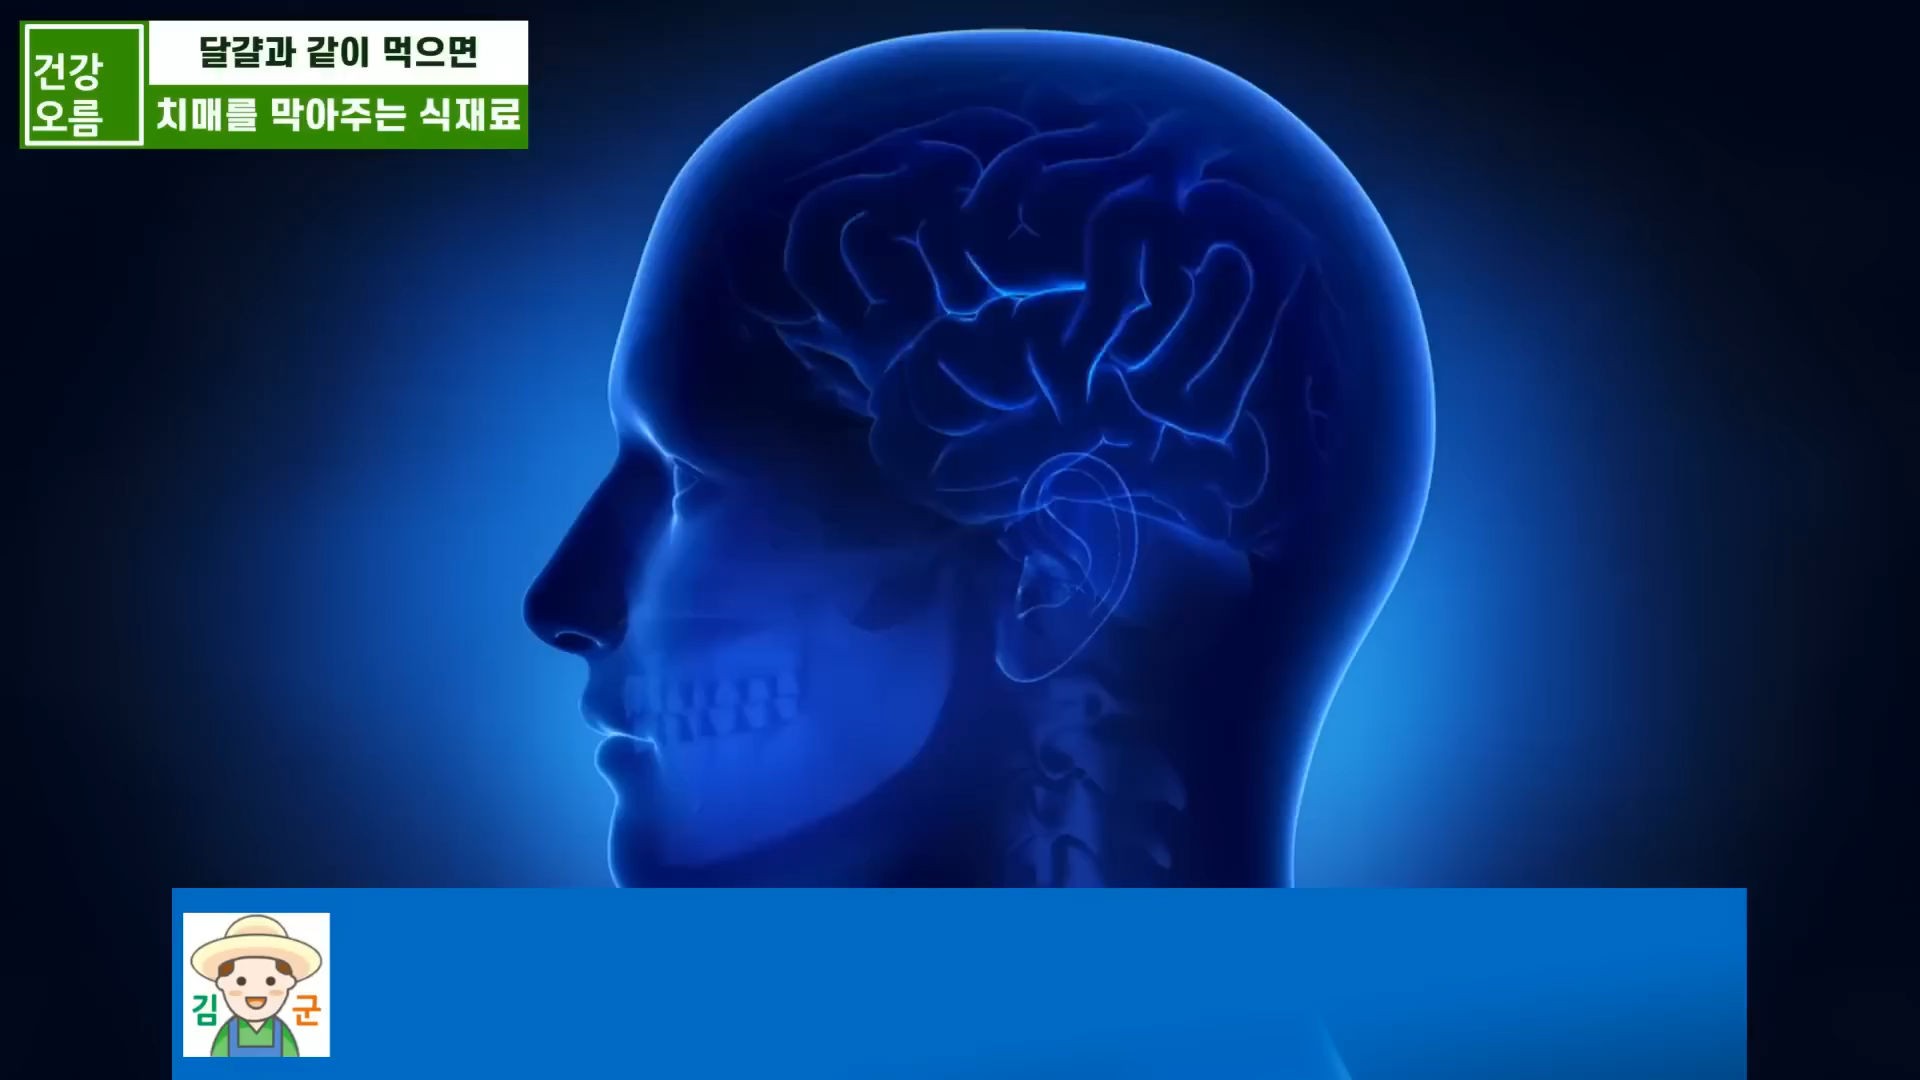 건강
오름
달걀과 같이 먹으면
치매를 막아주는 식재료
김 군